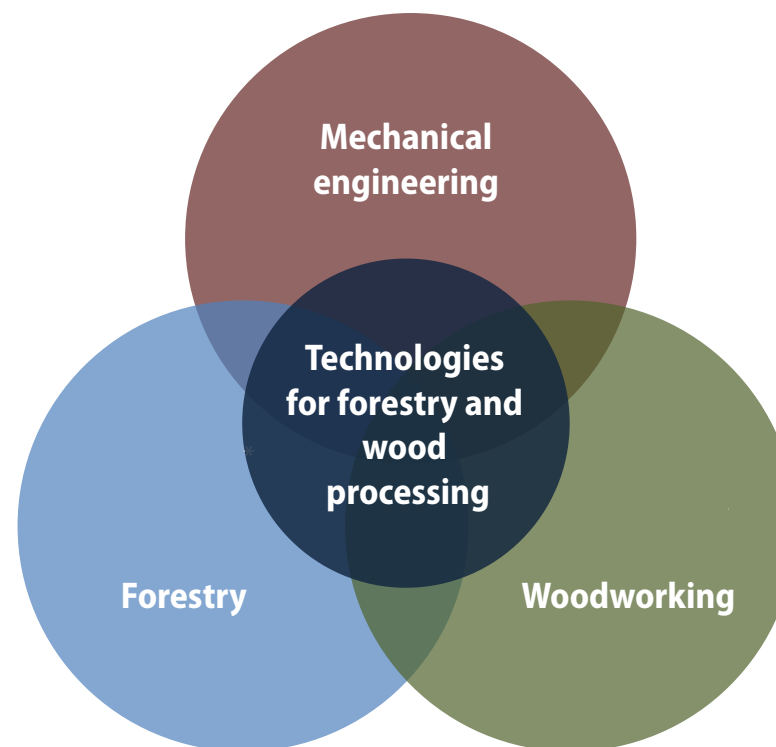 Mechanical
engineering
Technologies
for forestry and
wood
processing
Forestry
Woodworking